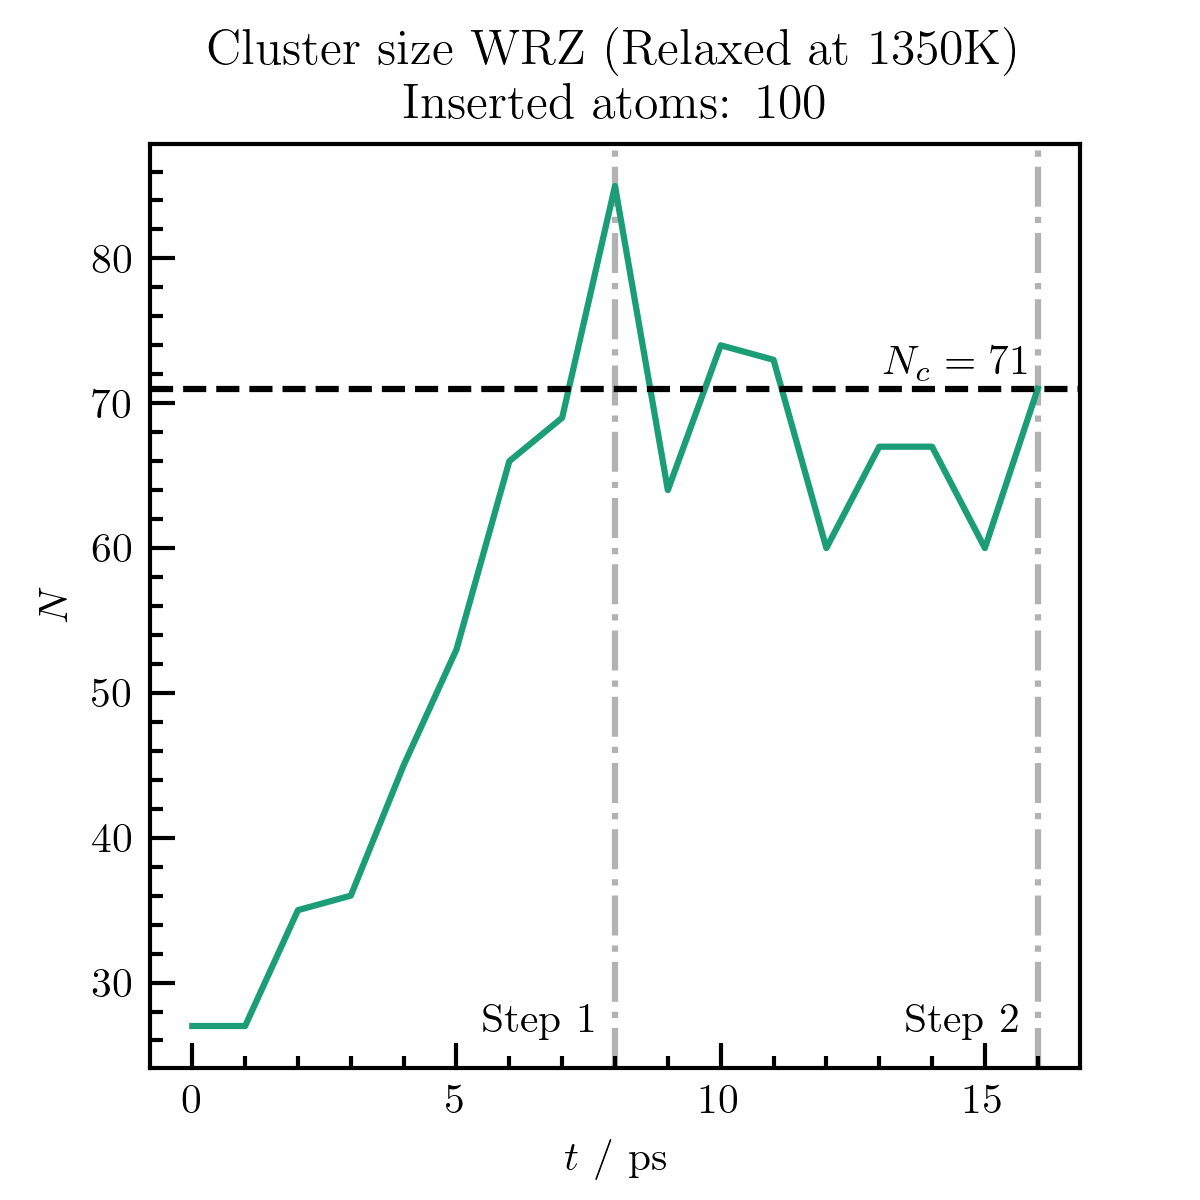 Cluster size WRZ (Relaxed at 1350K)
Inserted atoms: 100
80
70
60
50
40
30
N
N_c = 71
Step 1
Step 2
0 5 10 15
t / ps